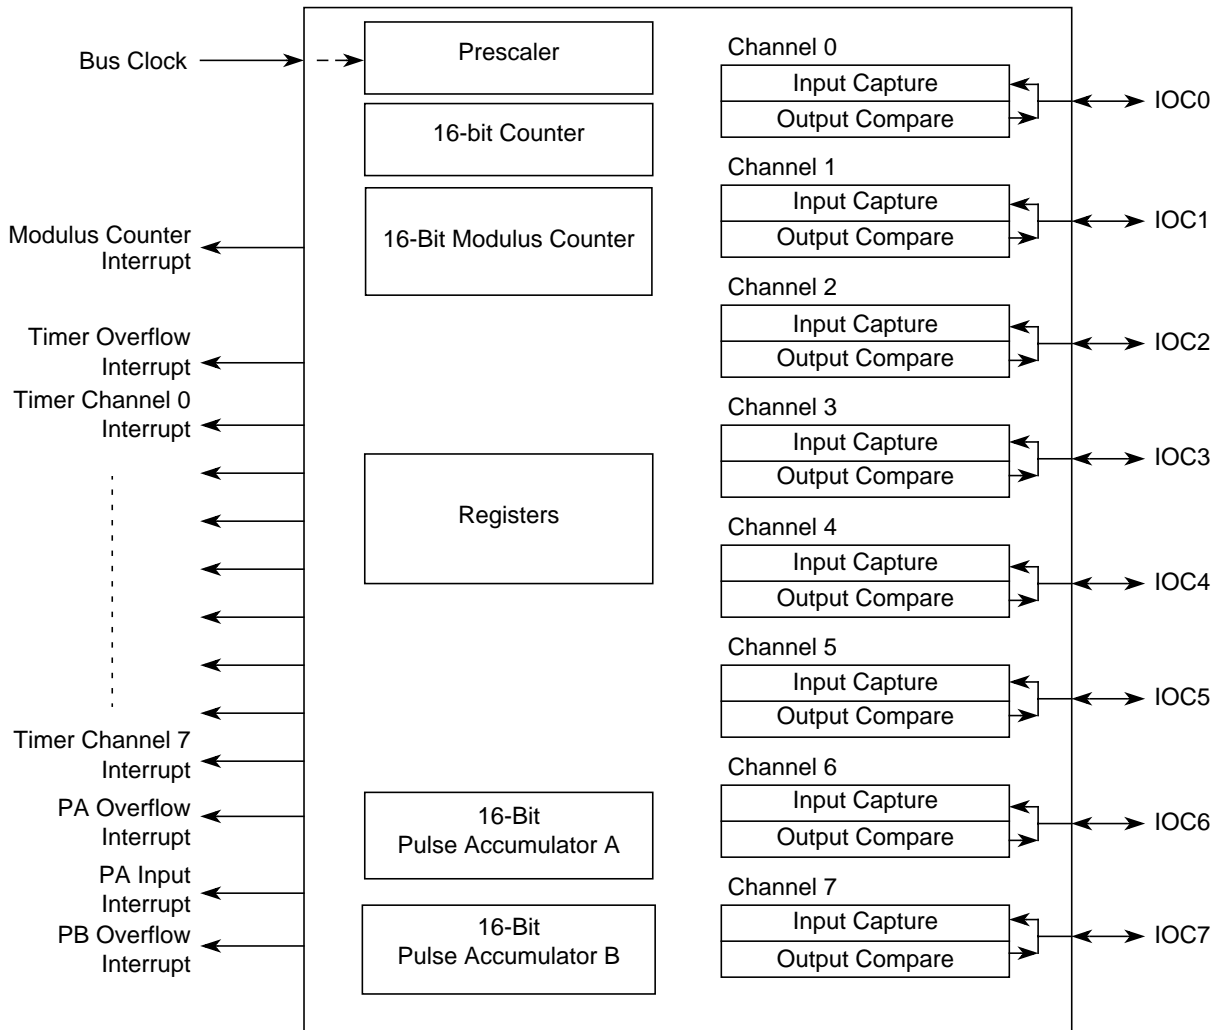 Bus Clock
Modulus Counter
Interrupt
Timer Overflow
Interrupt
Timer Channel 0
Interrupt
Timer Channel 7
Interrupt
PA Overflow
Interrupt
PA Input
Interrupt
PB Overflow
Interrupt
Prescaler
16-bit Counter
16-Bit Modulus Counter
Registers
16-Bit
Pulse Accumulator A
16-Bit
Pulse Accumulator B
Channel 0
Input Capture
Output Compare
IOC0
Channel 1
Input Capture
Output Compare
IOC1
Channel 2
Input Capture
Output Compare
IOC2
Channel 3
Input Capture
Output Compare
IOC3
Channel 4
Input Capture
Output Compare
IOC4
Channel 5
Input Capture
Output Compare
IOC5
Channel 6
Input Capture
Output Compare
IOC6
Channel 7
Input Capture
Output Compare
IOC7